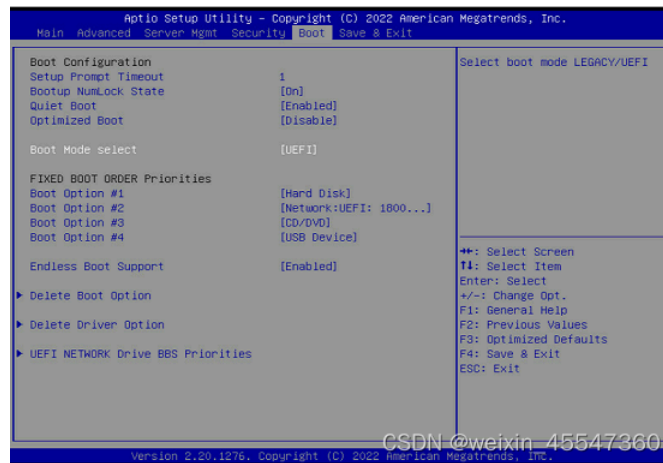 Aptio Setup Utility – Copyright (C) 2022 American Megatrends, Inc.
Main Advanced Server Mgmt Security Boot Save & Exit
Boot Configuration
Setup Prompt Timeout 1
Bootup NumLock State [On]
Quiet Boot [Enabled]
Optimized Boot [Disable]
Boot Mode select [UEFI]
FIXED BOOT ORDER Priorities
Boot Option #1 [Hard Disk]
Boot Option #2 [Network:UEFI: 1800...]
Boot Option #3 [CD/DVD]
Boot Option #4 [USB Device]
Endless Boot Support [Enabled]
▶ Delete Boot Option
▶ Delete Driver Option
▶ UEFI NETWORK Drive BBS Priorities
Select boot mode LEGACY/UEFI
→←: Select Screen
↑↓: Select Item
Enter: Select
+/-: Change Opt.
F1: General Help
F2: Previous Values
F3: Optimized Defaults
F4: Save & Exit
ESC: Exit
Version 2.20.1276. Copyright (C) 2022 American Megatrends, Inc.
CSDN @weixin_45547360